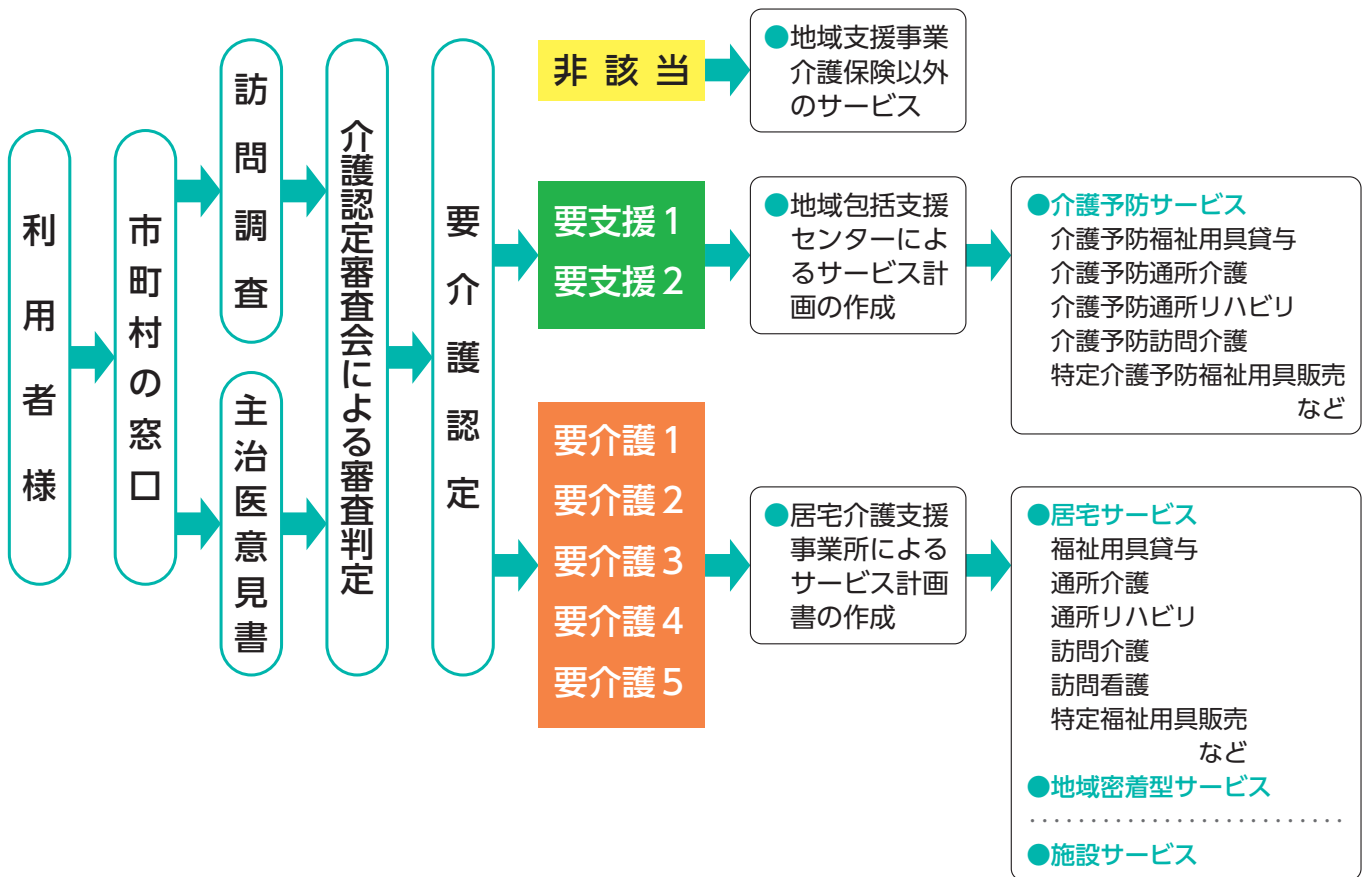 利用者様
市町村の窓口
訪問調査
主治医意見書
介護認定審査会による審査判定
要介護認定
非該当
●地域支援事業
介護保険以外
のサービス
要支援1
要支援2
●地域包括支援
センターによ
るサービス計
画の作成
●介護予防サービス
介護予防福祉用具貸与
介護予防通所介護
介護予防通所リハビリ
介護予防訪問介護
特定介護予防福祉用具販売
など
要介護1
要介護2
要介護3
要介護4
要介護5
●居宅介護支援
事業所による
サービス計画
書の作成
●居宅サービス
福祉用具貸与
通所介護
通所リハビリ
訪問介護
訪問看護
特定福祉用具販売
など
●地域密着型サービス
●施設サービス